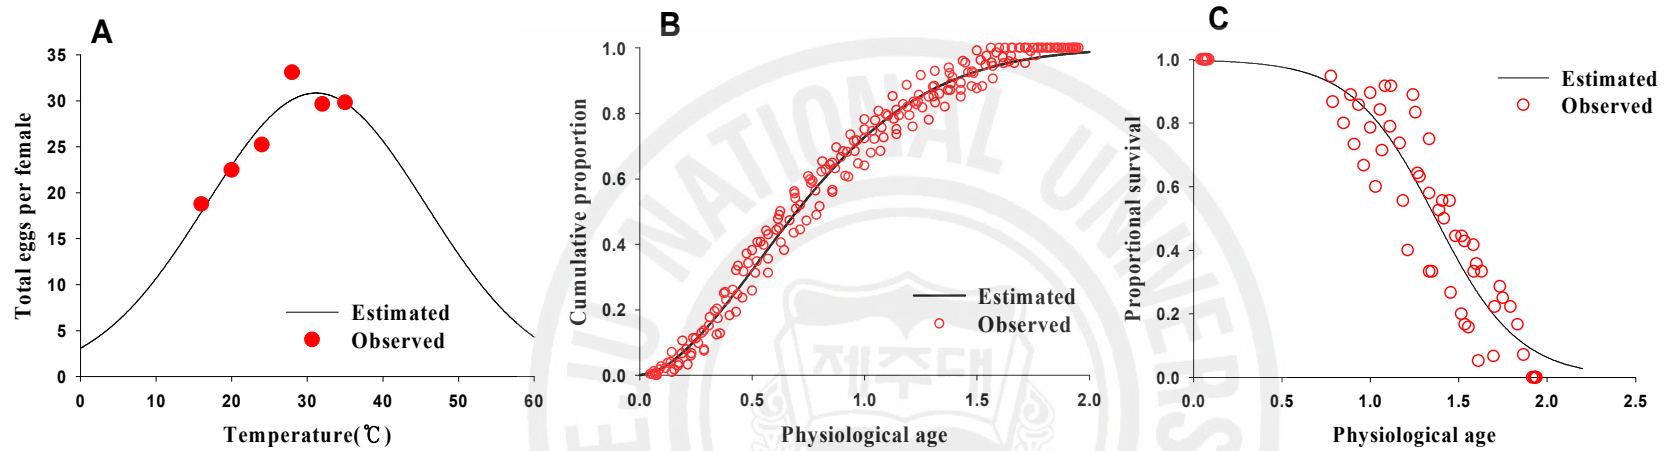 A
35
30
25
20
15
10
5
0
Total eggs per female
Estimated
Observed
0 10 20 30 40 50 60
Temperature(℃)
B
1.0
0.8
0.6
0.4
0.2
0.0
Cumulative proportion
Estimated
Observed
0.0 0.5 1.0 1.5 2.0
Physiological age
C
1.0
0.8
0.6
0.4
0.2
0.0
Proportional survival
Estimated
Observed
0.0 0.5 1.0 1.5 2.0 2.5
Physiological age
NATIONAL
제주대